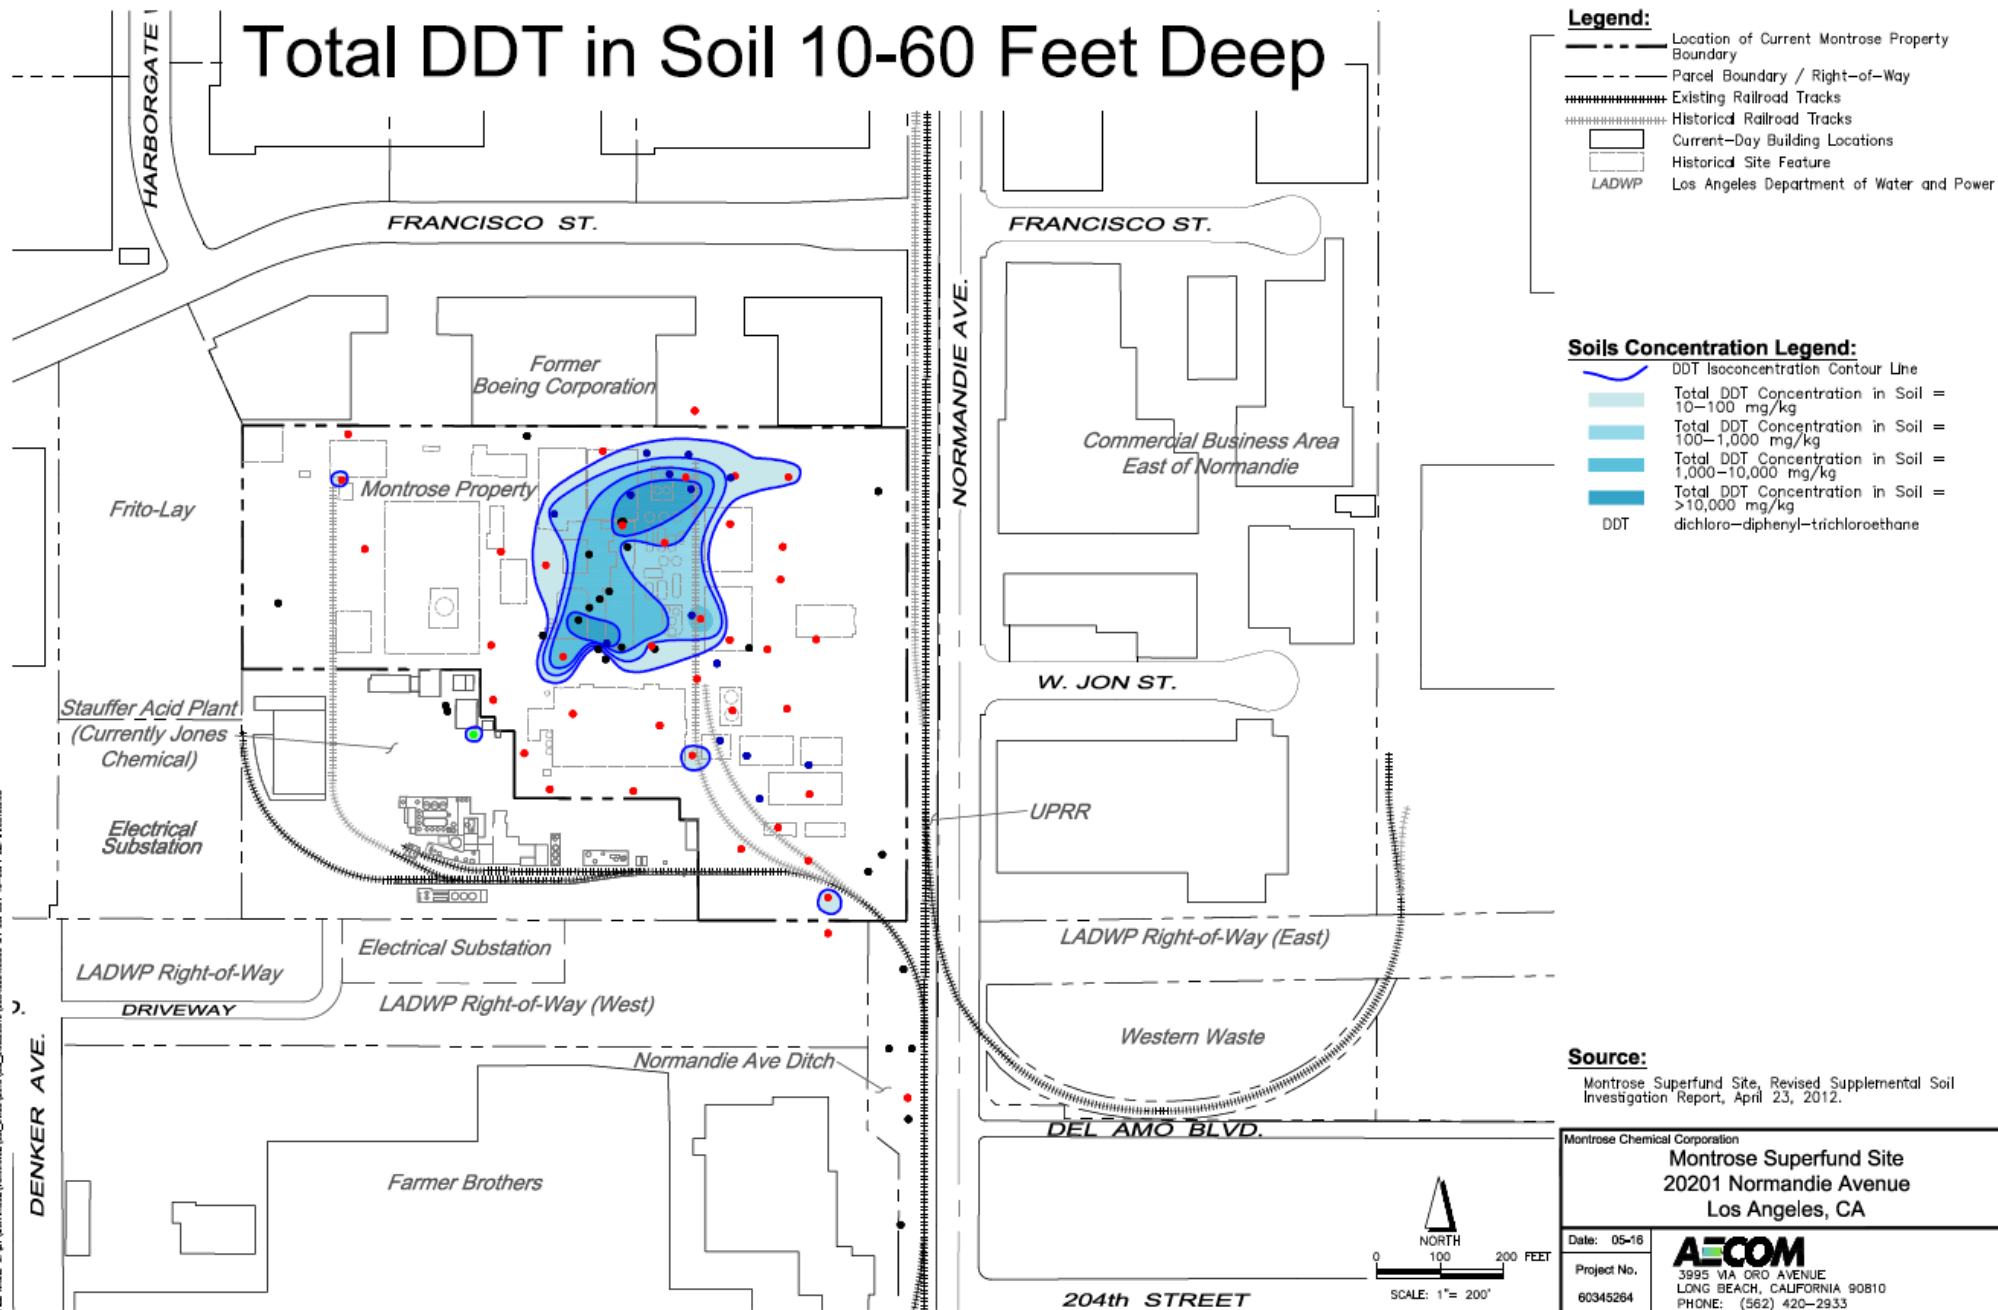 Total DDT in Soil 10-60 Feet Deep
HARBORGATE
FRANCISCO ST.
FRANCISCO ST.
NORMANDIE AVE.
Former
Boeing Corporation
Commercial Business Area
East of Normandie
Montrose Property
Frito-Lay
Stauffer Acid Plant
(Currently Jones
Chemical)
W. JON ST.
UPRR
Electrical
Substation
Electrical Substation
LADWP Right-of-Way
DRIVEWAY
LADWP Right-of-Way (West)
LADWP Right-of-Way (East)
Western Waste
Normandie Ave Ditch
DENKER AVE.
Farmer Brothers
DEL AMO BLVD.
204th STREET
NORTH
0 100 200 FEET
SCALE: 1"= 200'
Legend:
Location of Current Montrose Property
Boundary
Parcel Boundary / Right-of-Way
Existing Railroad Tracks
Historical Railroad Tracks
Current-Day Building Locations
Historical Site Feature
LADWP Los Angeles Department of Water and Power
Soils Concentration Legend:
DDT Isoconcentration Contour Line
Total DDT Concentration in Soil =
10-100 mg/kg
Total DDT Concentration in Soil =
100-1,000 mg/kg
Total DDT Concentration in Soil =
1,000-10,000 mg/kg
Total DDT Concentration in Soil =
>10,000 mg/kg
DDT dichloro-diphenyl-trichloroethane
Source:
Montrose Superfund Site, Revised Supplemental Soil
Investigation Report, April 23, 2012.
Montrose Chemical Corporation
Montrose Superfund Site
20201 Normandie Avenue
Los Angeles, CA
Date: 05-16
Project No.
60345264
AECOM
3995 VIA ORO AVENUE
LONG BEACH, CALIFORNIA 90810
PHONE: (562) 420-2933